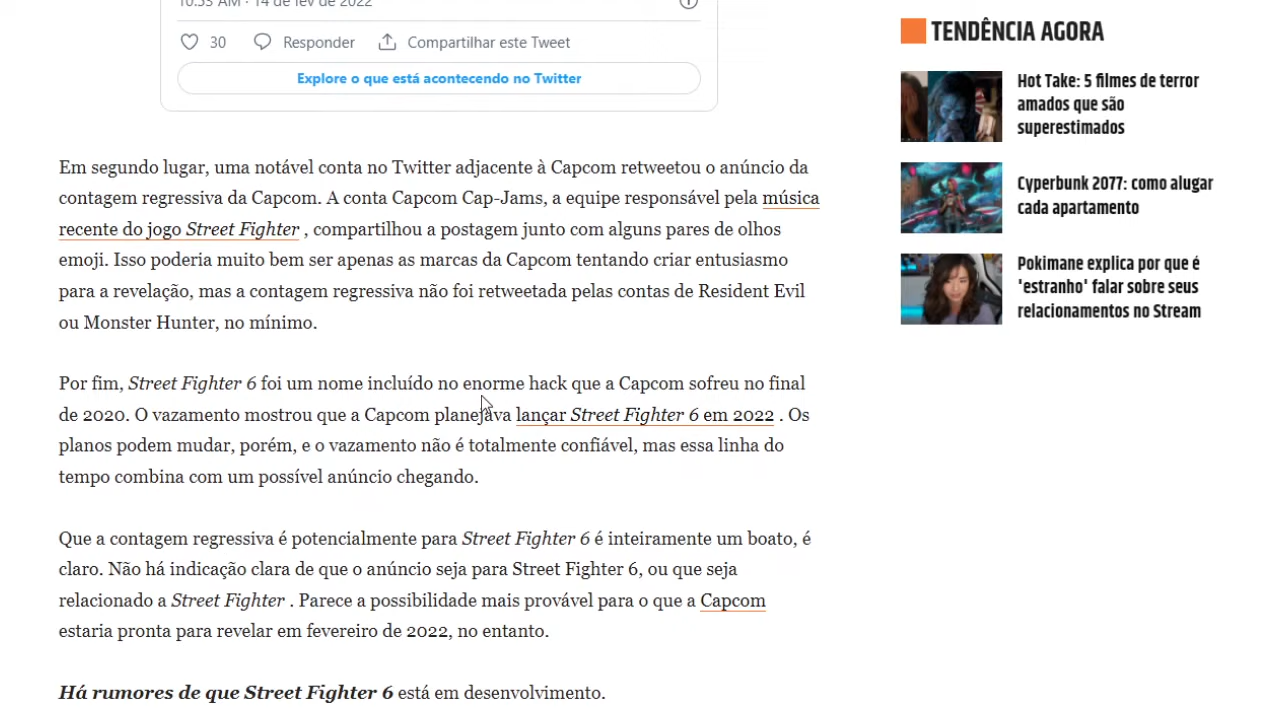 10:53 AM · 14 de fev de 2022
30 Responder Compartilhar este Tweet
Explore o que está acontecendo no Twitter
Em segundo lugar, uma notável conta no Twitter adjacente à Capcom retweetou o anúncio da
contagem regressiva da Capcom. A conta Capcom Cap-Jams, a equipe responsável pela música
recente do jogo Street Fighter , compartilhou a postagem junto com alguns pares de olhos
emoji. Isso poderia muito bem ser apenas as marcas da Capcom tentando criar entusiasmo
para a revelação, mas a contagem regressiva não foi retweetada pelas contas de Resident Evil
ou Monster Hunter, no mínimo.
Por fim, Street Fighter 6 foi um nome incluído no enorme hack que a Capcom sofreu no final
de 2020. O vazamento mostrou que a Capcom planejava lançar Street Fighter 6 em 2022 . Os
planos podem mudar, porém, e o vazamento não é totalmente confiável, mas essa linha do
tempo combina com um possível anúncio chegando.
Que a contagem regressiva é potencialmente para Street Fighter 6 é inteiramente um boato, é
claro. Não há indicação clara de que o anúncio seja para Street Fighter 6, ou que seja
relacionado a Street Fighter . Parece a possibilidade mais provável para o que a Capcom
estaria pronta para revelar em fevereiro de 2022, no entanto.
Há rumores de que Street Fighter 6 está em desenvolvimento.
TENDÊNCIA AGORA
Hot Take: 5 filmes de terror
amados que são
superestimados
Cyperbunk 2077: como alugar
cada apartamento
Pokimane explica por que é
'estranho' falar sobre seus
relacionamentos no Stream